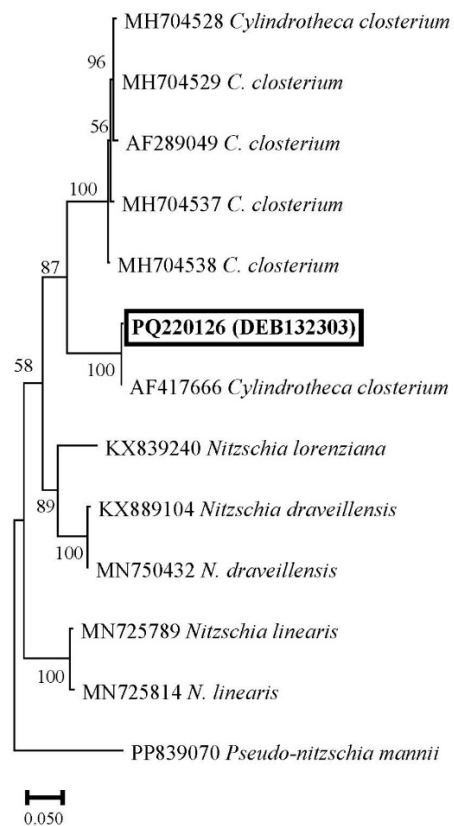 MH704528 Cylindrotheca closterium
96
MH704529 C. closterium
56
AF289049 C. closterium
100
MH704537 C. closterium
MH704538 C. closterium
87
PQ220126 (DEB132303)
100
AF417666 Cylindrotheca closterium
58
KX839240 Nitzschia lorenziana
89
KX889104 Nitzschia draveillensis
100
MN750432 N. draveillensis
MN725789 Nitzschia linearis
100
MN725814 N. linearis
PP839070 Pseudo-nitzschia mannii
0.050